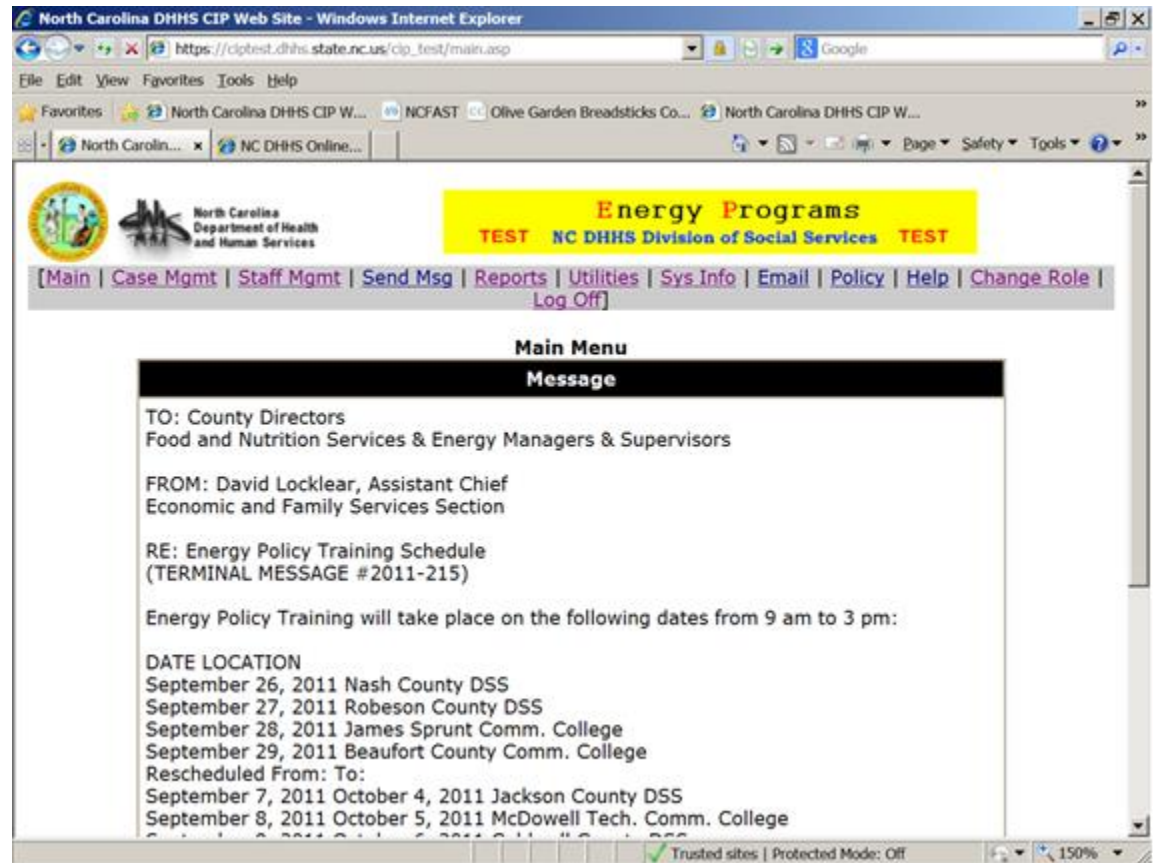 North Carolina DHHS CIP Web Site - Windows Internet Explorer
https://ciptest.dhhs.state.nc.us/cip_test/main.asp Google
File Edit View Favorites Tools Help
Favorites North Carolina DHHS CIP W... NCFAST Olive Garden Breadsticks Co... North Carolina DHHS CIP W...
North Carolin... x NC DHHS Online... Page Safety Tools
North Carolina
Department of Health
and Human Services
Energy Programs
TEST NC DHHS Division of Social Services TEST
[Main | Case Mgmt | Staff Mgmt | Send Msg | Reports | Utilities | Sys Info | Email | Policy | Help | Change Role |
Log Off]
Main Menu
Message
TO: County Directors
Food and Nutrition Services & Energy Managers & Supervisors
FROM: David Locklear, Assistant Chief
Economic and Family Services Section
RE: Energy Policy Training Schedule
(TERMINAL MESSAGE #2011-215)
Energy Policy Training will take place on the following dates from 9 am to 3 pm:
DATE LOCATION
September 26, 2011 Nash County DSS
September 27, 2011 Robeson County DSS
September 28, 2011 James Sprunt Comm. College
September 29, 2011 Beaufort County Comm. College
Rescheduled From: To:
September 7, 2011 October 4, 2011 Jackson County DSS
September 8, 2011 October 5, 2011 McDowell Tech. Comm. College
Trusted sites | Protected Mode: Off 150%